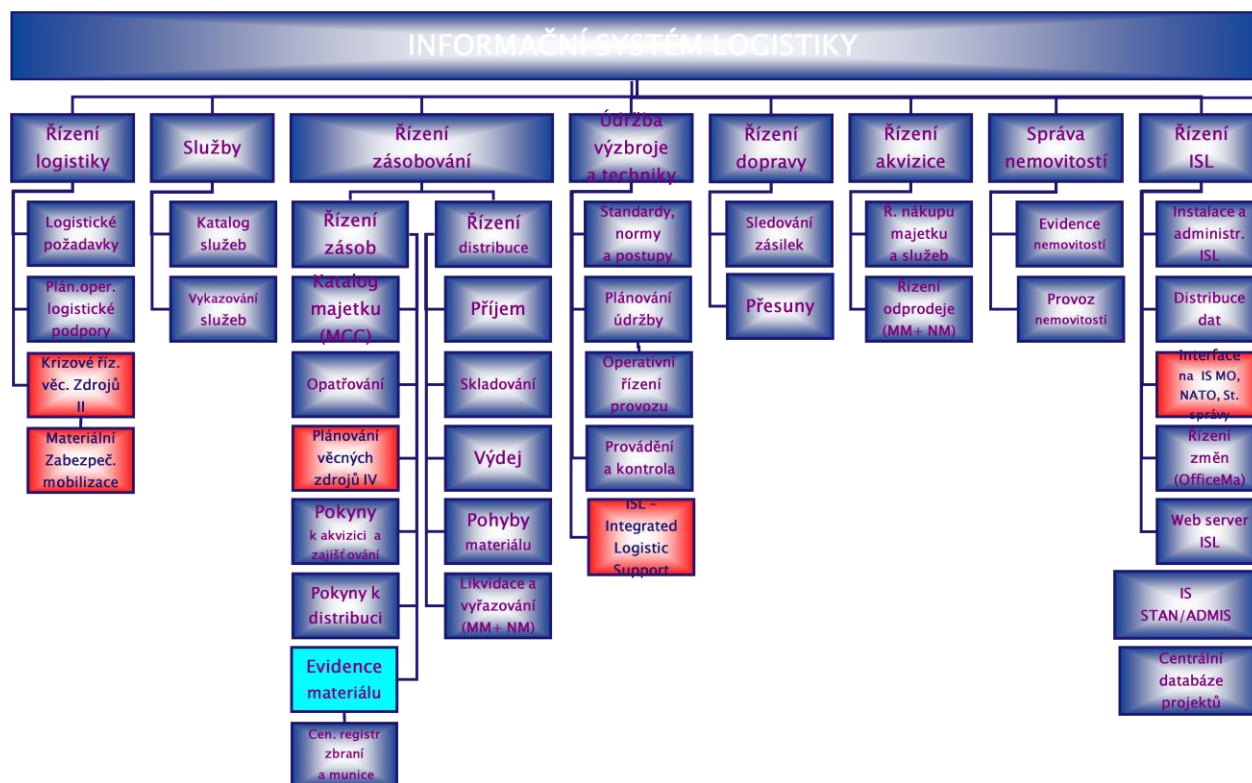 INFORMAČNÍ SYSTÉM LOGISTIKY
Řízení
logistiky
Služby
Řízení
zásobování
Údržba
výzbroje
a techniky
Řízení
dopravy
Řízení
akvizice
Správa
nemovitostí
Řízení
ISL
Logistické
požadavky
Plán.oper.
logistické
podpory
Krizové říz.
věc. Zdrojů
II
Materiální
Zabezpeč.
mobilizace
Katalog
služeb
Vykazování
služeb
Řízení
zásob
Katalog
majetku
(MCC)
Opatřování
Plánování
věcných
zdrojů IV
Pokyny
k akvizici a
zajišť ování
Pokyny k
distribuci
Evidence
materiálu
Cen. registr
zbraní
a munice
Řízení
distribuce
Příjem
Skladování
Výdej
Pohyby
materiálu
Likvidace a
vyřazování
(MM+ NM)
Standardy,
normy
a postupy
Plánování
údržby
Operativní
řízení
provozu
Provádění
a kontrola
ISL –
Integrated
Logistic
Support
Sledování
zásilek
Přesuny
Ř. nákupu
majetku
a služeb
Řízení
odprodeje
(MM+ NM)
Evidence
nemovitostí
Provoz
nemovitostí
Instalace a
administr.
ISL
Distribuce
dat
Interface
na IS MO,
NATO, St.
správy
Řízení
změn
(OfficeMa)
Web server
ISL
IS
STAN/ADMIS
Centrální
databáze
projektů